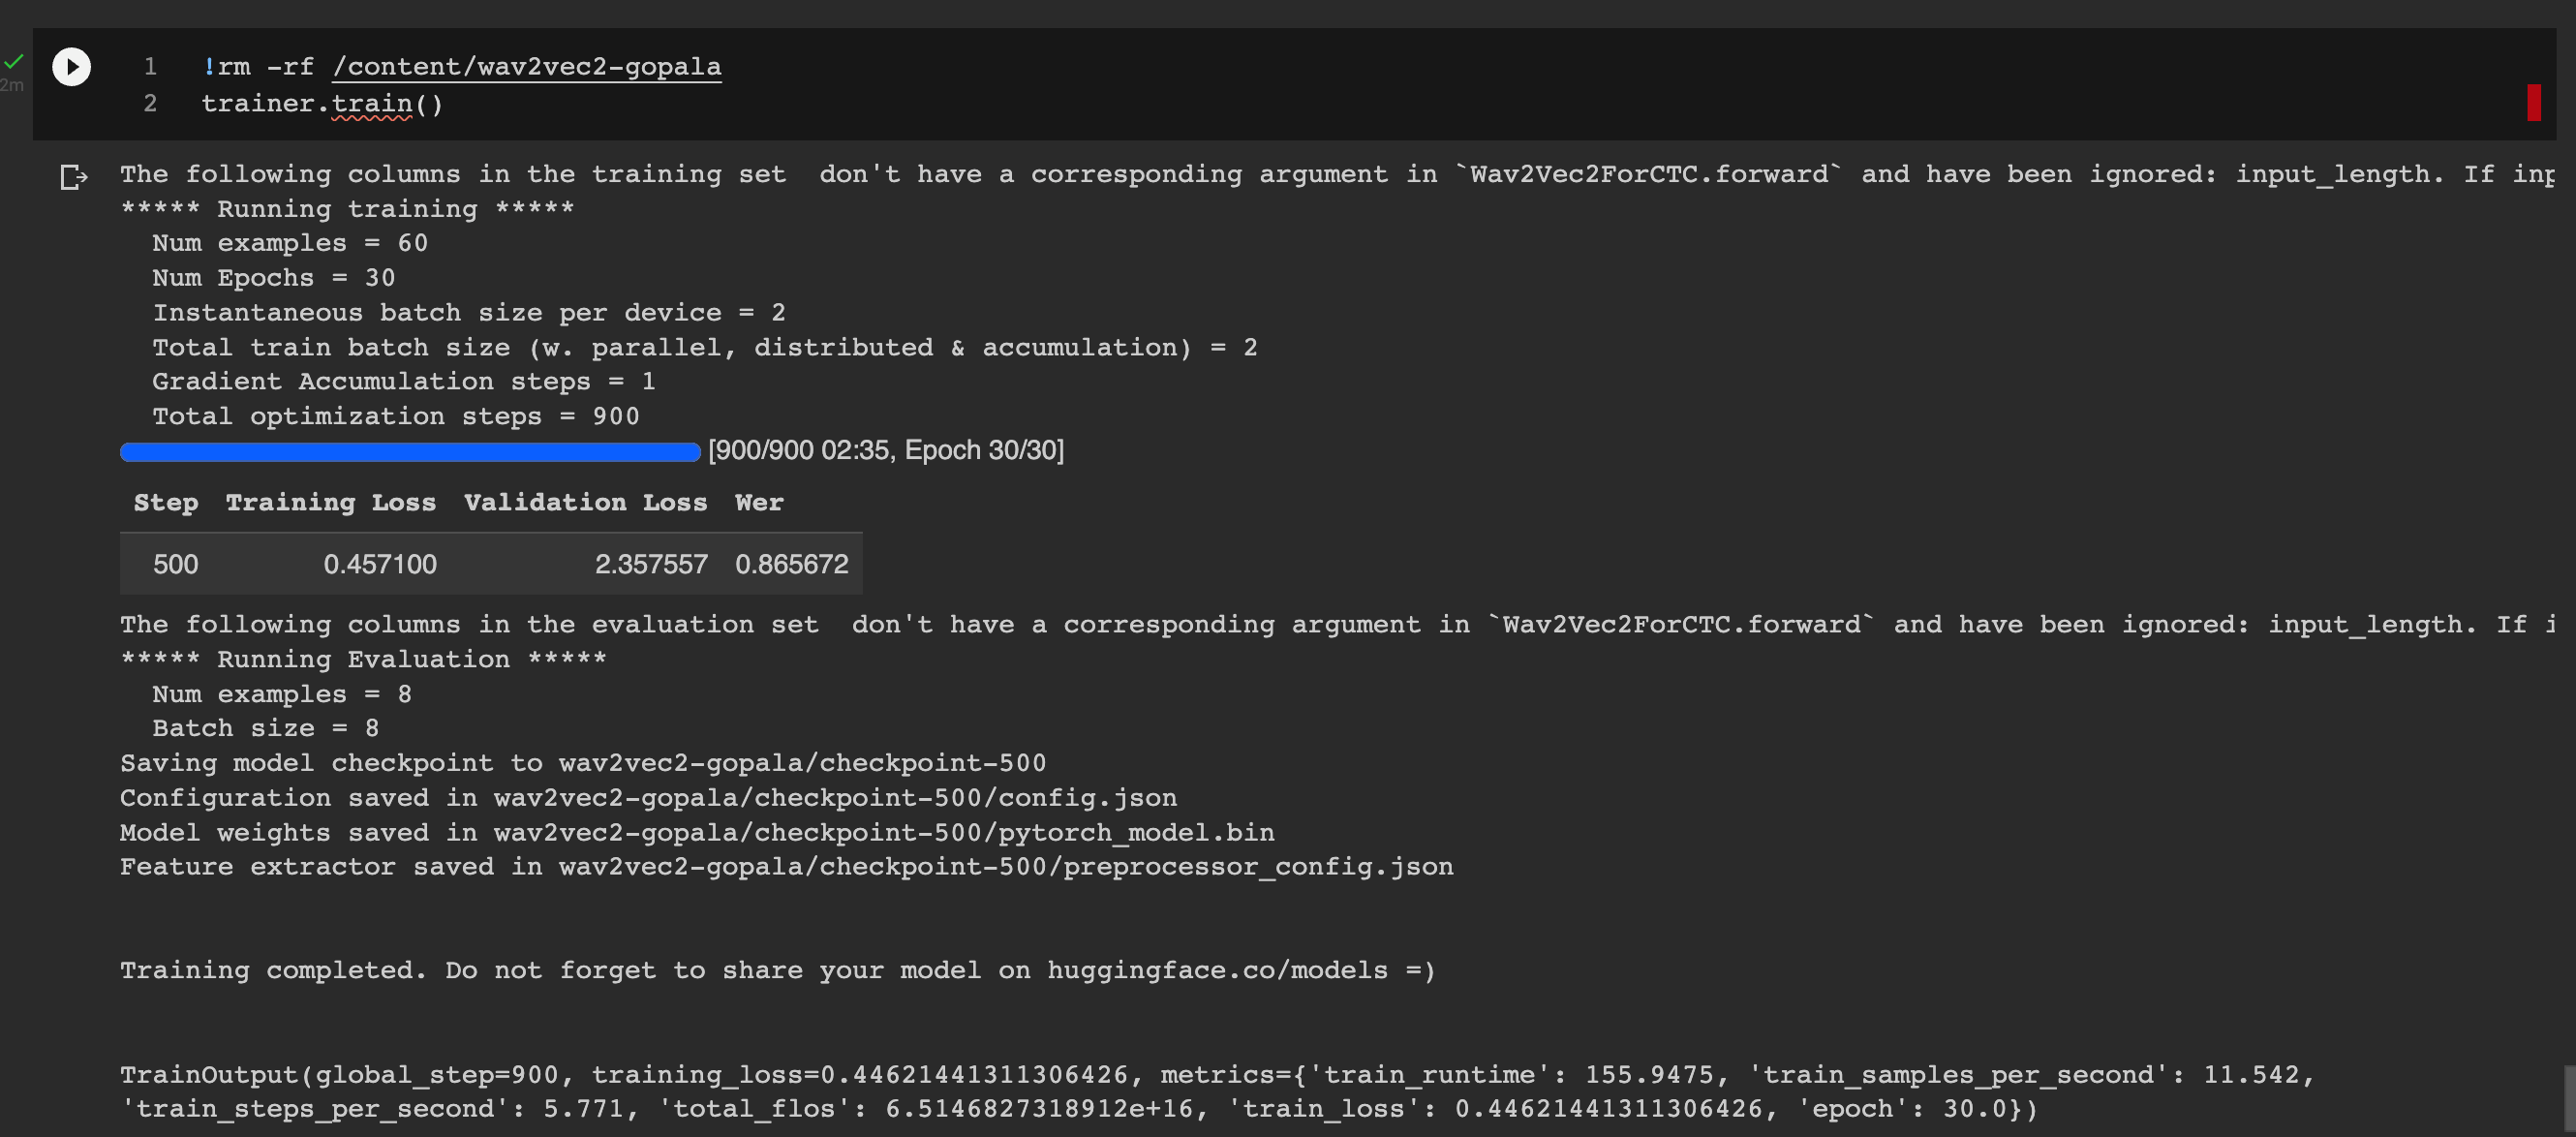 2m
1 !rm -rf /content/wav2vec2-gopala
2 trainer.train()
The following columns in the training set  don't have a corresponding argument in `Wav2Vec2ForCTC.forward` and have been ignored: input_length. If inp
***** Running training *****
Num examples = 60
Num Epochs = 30
Instantaneous batch size per device = 2
Total train batch size (w. parallel, distributed & accumulation) = 2
Gradient Accumulation steps = 1
Total optimization steps = 900
[900/900 02:35, Epoch 30/30]
Step Training Loss Validation Loss Wer
500 0.457100 2.357557 0.865672
The following columns in the evaluation set  don't have a corresponding argument in `Wav2Vec2ForCTC.forward` and have been ignored: input_length. If i
***** Running Evaluation *****
Num examples = 8
Batch size = 8
Saving model checkpoint to wav2vec2-gopala/checkpoint-500
Configuration saved in wav2vec2-gopala/checkpoint-500/config.json
Model weights saved in wav2vec2-gopala/checkpoint-500/pytorch_model.bin
Feature extractor saved in wav2vec2-gopala/checkpoint-500/preprocessor_config.json
Training completed. Do not forget to share your model on huggingface.co/models =)
TrainOutput(global_step=900, training_loss=0.44621441311306426, metrics={'train_runtime': 155.9475, 'train_samples_per_second': 11.542,
'train_steps_per_second': 5.771, 'total_flos': 6.5146827318912e+16, 'train_loss': 0.44621441311306426, 'epoch': 30.0})